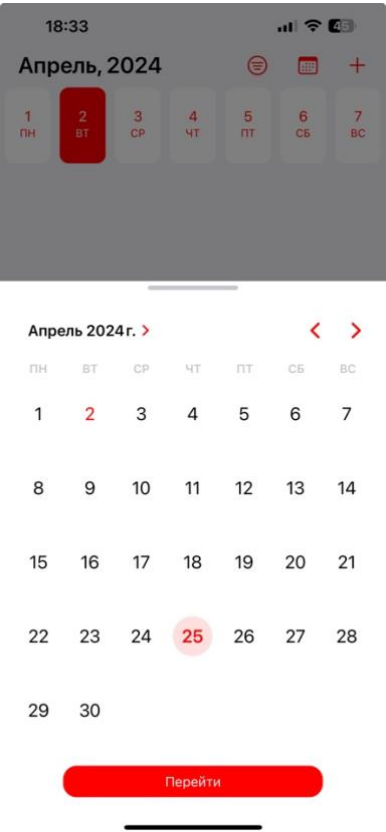 18:33 45
Апрель, 2024
1 2 3 4 5 6 7
ПН ВТ СР ЧТ ПТ СБ ВС
Апрель 2024 г.
ПН ВТ СР ЧТ ПТ СБ ВС
1 2 3 4 5 6 7
8 9 10 11 12 13 14
15 16 17 18 19 20 21
22 23 24 25 26 27 28
29 30
Перейти